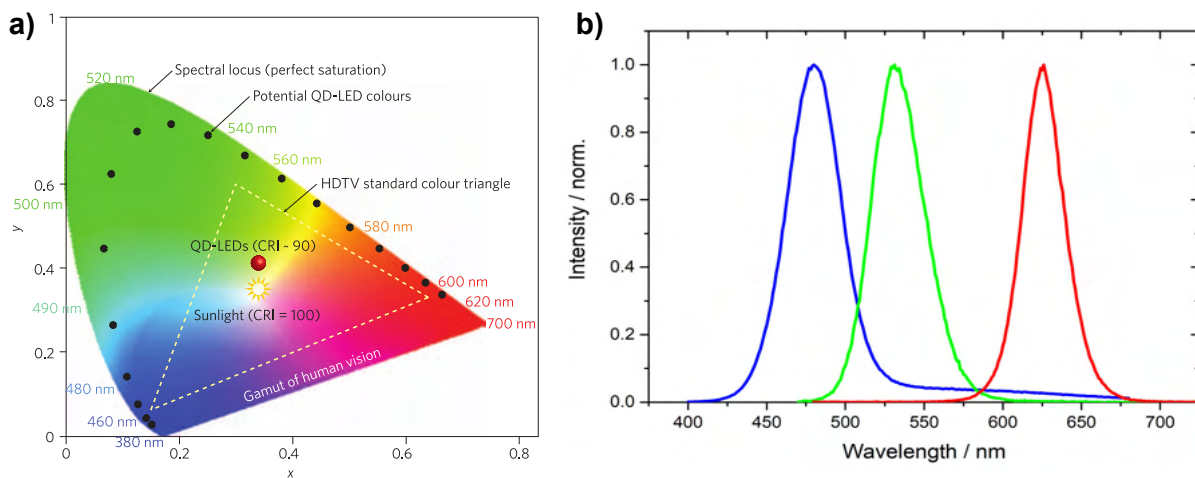 a)
1
Spectral locus (perfect saturation)
520 nm
Potential QD-LED colours
0.8
540 nm
560 nm
HDTV standard colour triangle
0.6
500 nm
580 nm
y
QD-LEDs (CRI ~ 90)
0.4
600 nm
490 nm
Sunlight (CRI = 100)
620 nm
700 nm
0.2
Gamut of human vision
480 nm
460 nm
380 nm
0
0
0.2
0.4
0.6
0.8
x
b)
Intensity / norm.
1.0
0.8
0.6
0.4
0.2
0.0
400 450 500 550 600 650 700
Wavelength / nm